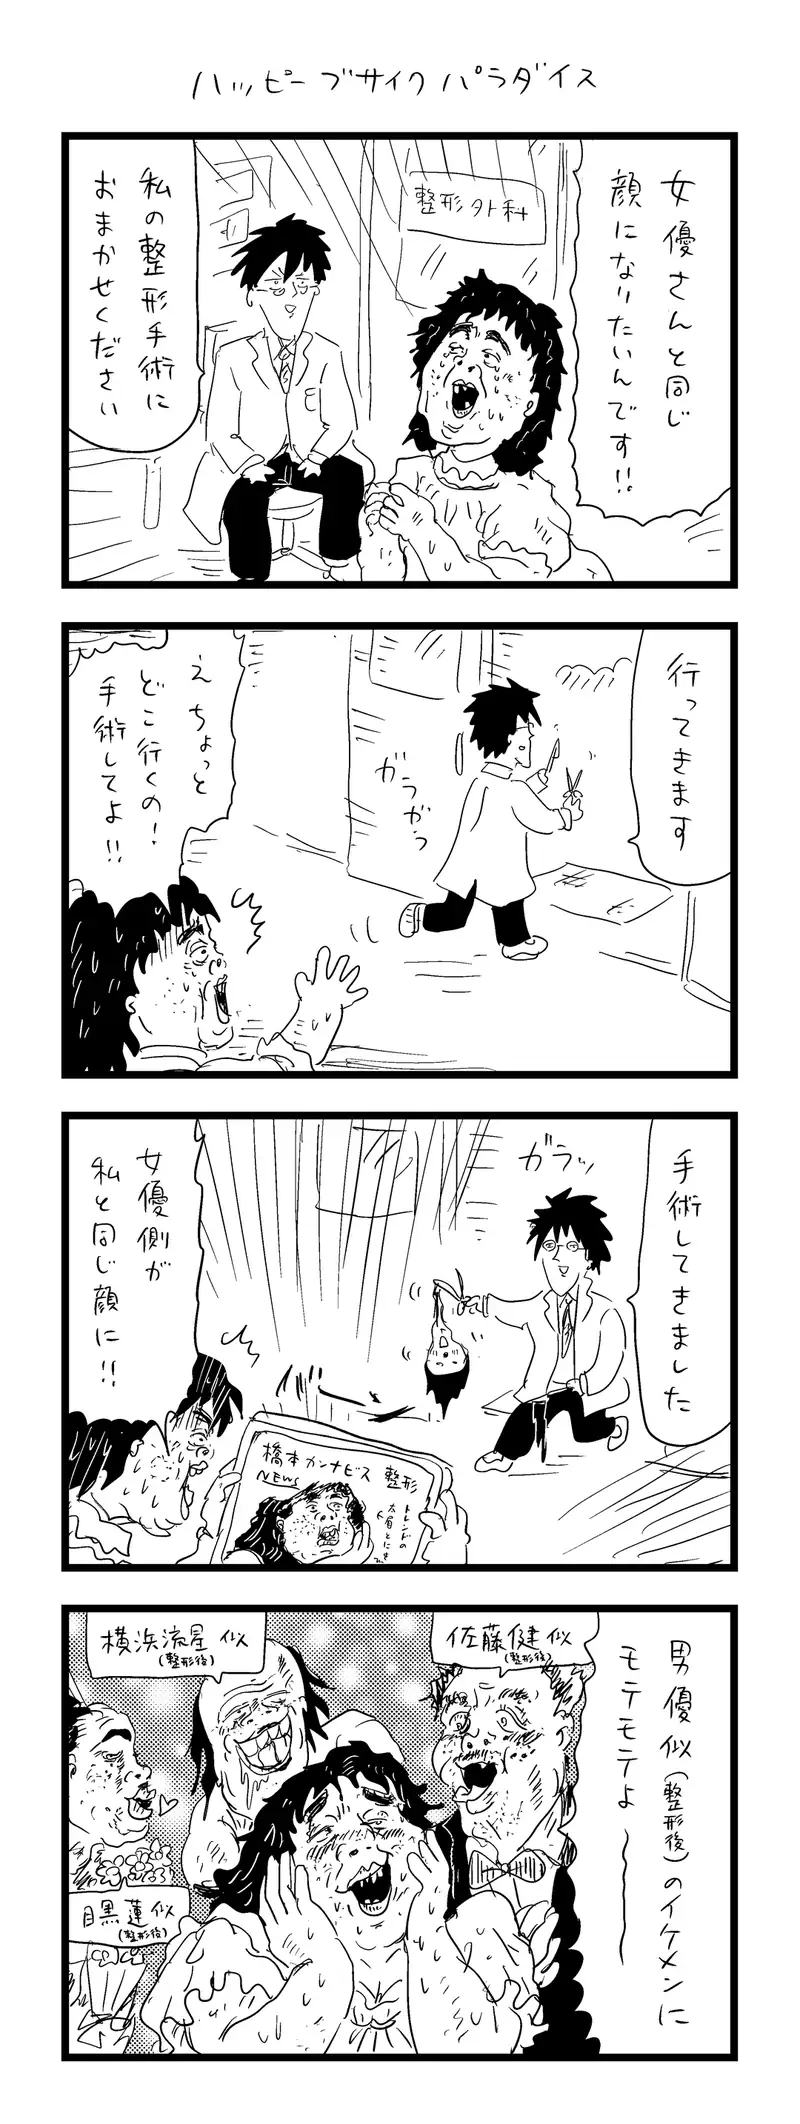 ハッピーブサイクパラダイス
女優さんと同じ
顔になりたいんです!!
整形外科
私の整形手術に
おまかせください
行ってきます
ガラガラ
え ちょっと
どこ行くの!
手術してよ!!
手術してきました
ガラッ
女優側が
私と同じ顔に!!
橋本カンナビス 整形
NEWS
トレンドの
男優似(整形後)のイケメンに
モテモテよ〜
佐藤健似
(整形後)
横浜流星似
(整形後)
目黒蓮似
(整形後)